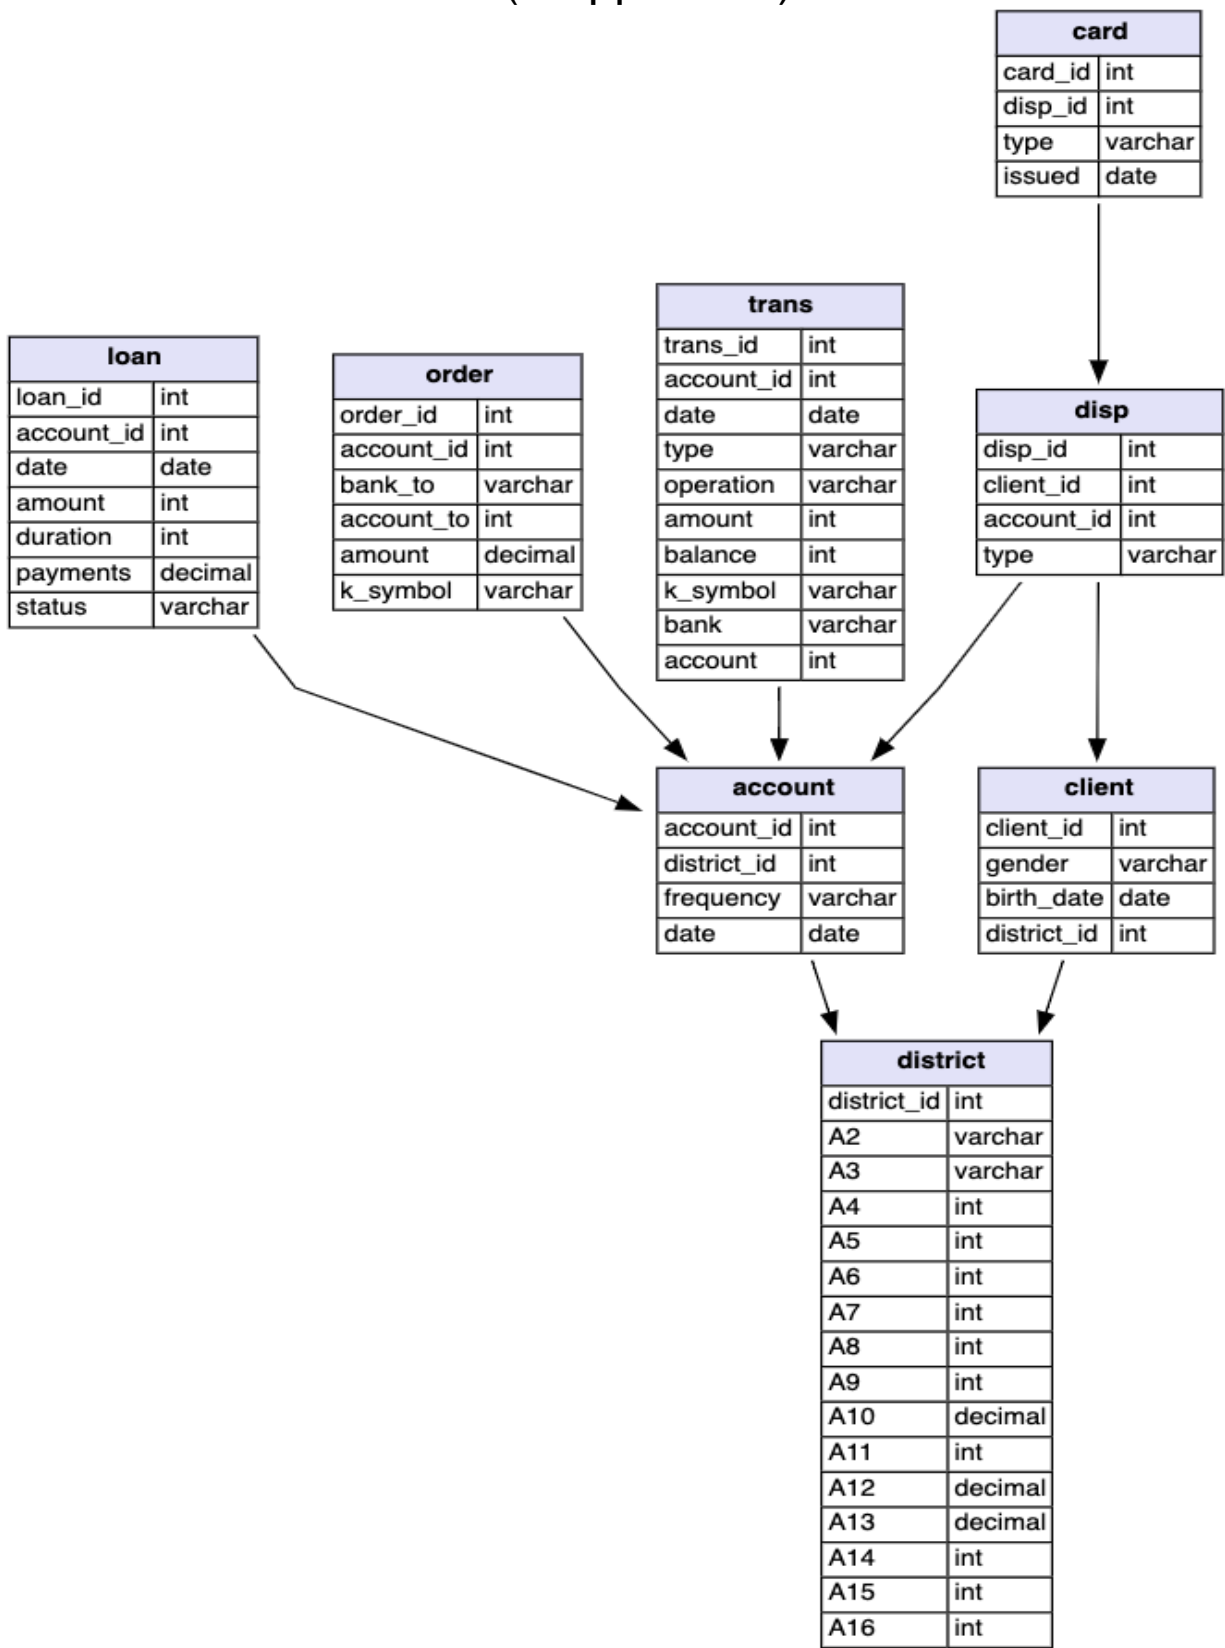 card
card_id int
disp_id int
type varchar
issued date
trans
trans_id int
account_id int
date date
type varchar
operation varchar
amount int
balance int
k_symbol varchar
bank varchar
account int
loan
loan_id int
account_id int
date date
amount int
duration int
payments decimal
status varchar
order
order_id int
account_id int
bank_to varchar
account_to int
amount decimal
k_symbol varchar
disp
disp_id int
client_id int
account_id int
type varchar
account
account_id int
district_id int
frequency varchar
date date
client
client_id int
gender varchar
birth_date date
district_id int
district
district_id int
A2 varchar
A3 varchar
A4 int
A5 int
A6 int
A7 int
A8 int
A9 int
A10 decimal
A11 int
A12 decimal
A13 decimal
A14 int
A15 int
A16 int